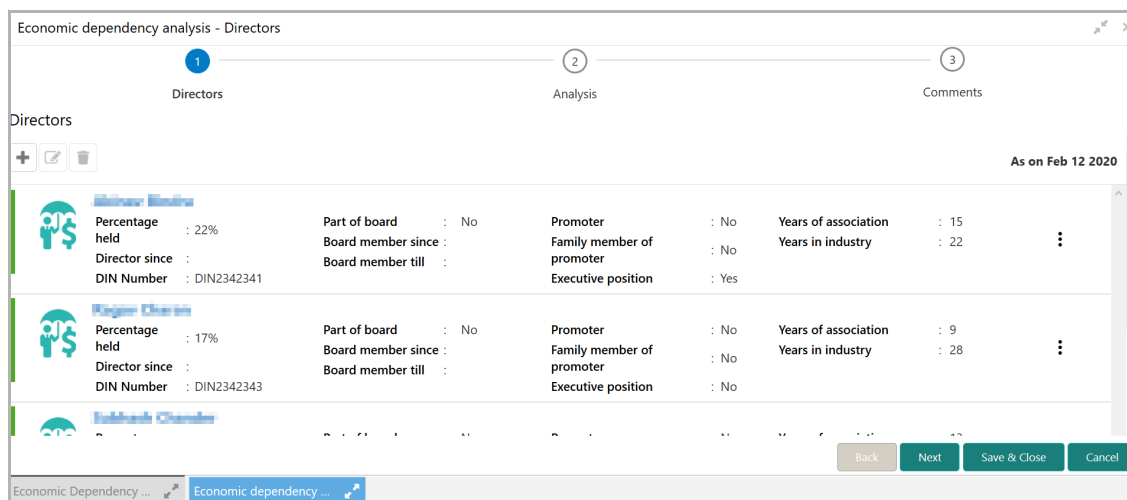 Economic dependency analysis - Directors
1 2 3
Directors Analysis Comments
Directors
As on Feb 12 2020
Percentage held : 22% Part of board : No Promoter : No Years of association : 15
Director since : Board member since : Family member of promoter : No Years in industry : 22
DIN Number : DIN2342341 Board member till : Executive position : Yes
Percentage held : 17% Part of board : No Promoter : No Years of association : 9
Director since : Board member since : Family member of promoter : No Years in industry : 28
DIN Number : DIN2342343 Board member till : Executive position : No
Back Next Save & Close Cancel
Economic Dependency ... Economic dependency ...